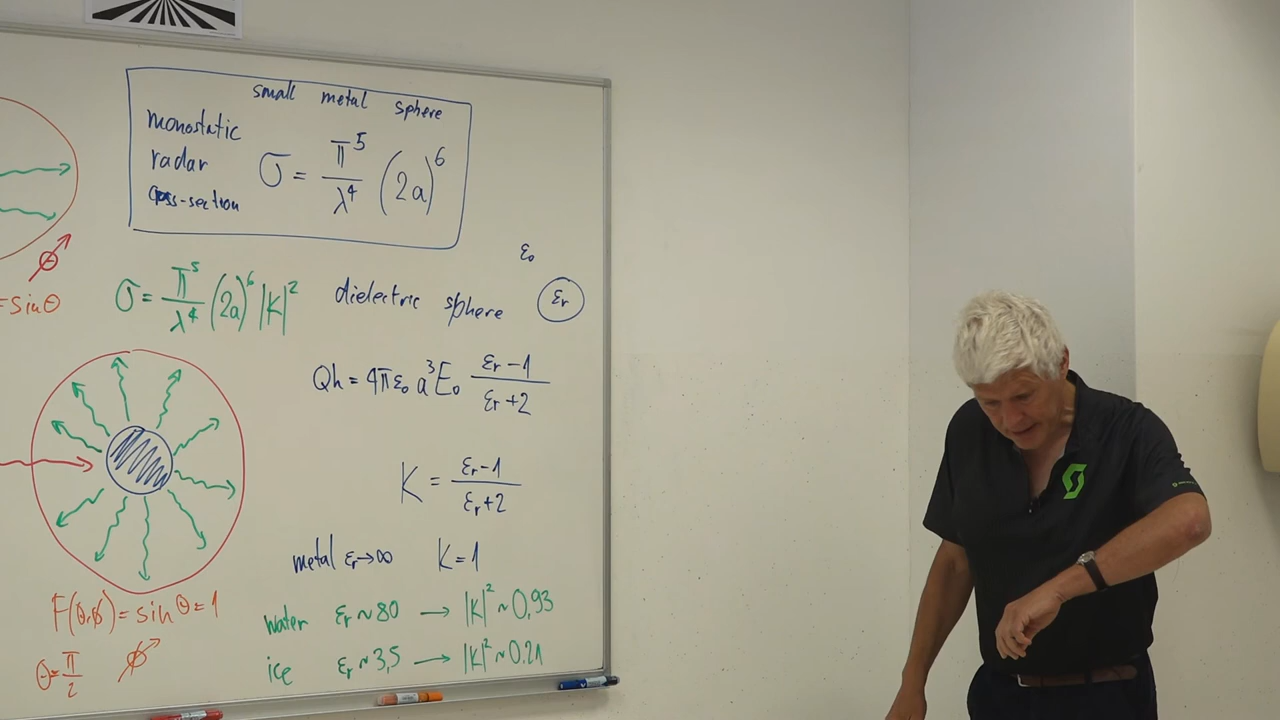 small metal sphere
monostatic
radar
cross-section
σ = π⁵/λ⁴ (2a)⁶
ε₀
σ = π⁵/λ⁴ (2a)⁶ |K|²
dielectric sphere
εr
=sinθ
Qh = 4πε₀ a³E₀ (εr-1)/(εr+2)
K = (εr-1)/(εr+2)
metal εr→∞ K=1
F(θ,ϕ) = sinθ = 1
water εr ~ 80 → |K|² ~ 0,93
θ = π/2
ice εr ~ 3,5 → |K|² ~ 0.21